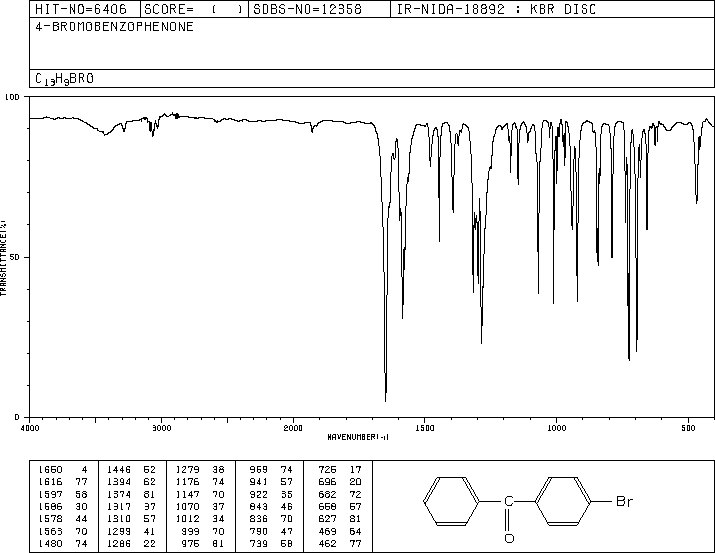 HIT-NO=6406 SCORE= ( ) SDBS-NO=12358 IR-NIDA-18892 : KBR DISC
4-BROMOBENZOPHENONE
C13H9BRO
100
50
0
TRANSMITTANCE(%)
4000 3000 2000 1500 1000 500
WAVENUMBER(-1)
1650 4 1446 52 1279 38 969 74 726 17
1616 77 1394 62 1176 74 941 57 696 20
1597 58 1374 81 1147 70 922 35 682 72
1586 30 1317 37 1070 37 843 46 658 57
1578 44 1310 57 1012 34 836 70 627 81
1563 70 1299 41 999 70 790 47 469 64
1480 74 1286 22 975 81 739 58 462 77
C
O
Br